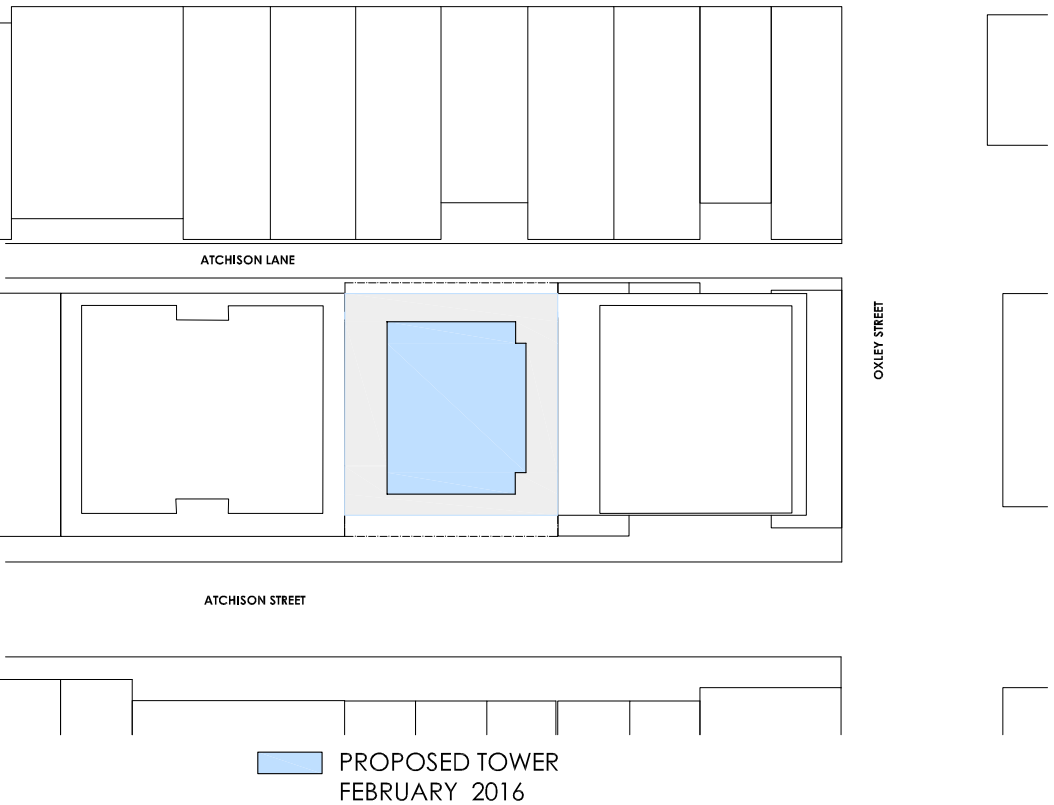 ATCHISON LANE
OXLEY STREET
ATCHISON STREET
PROPOSED TOWER
FEBRUARY 2016